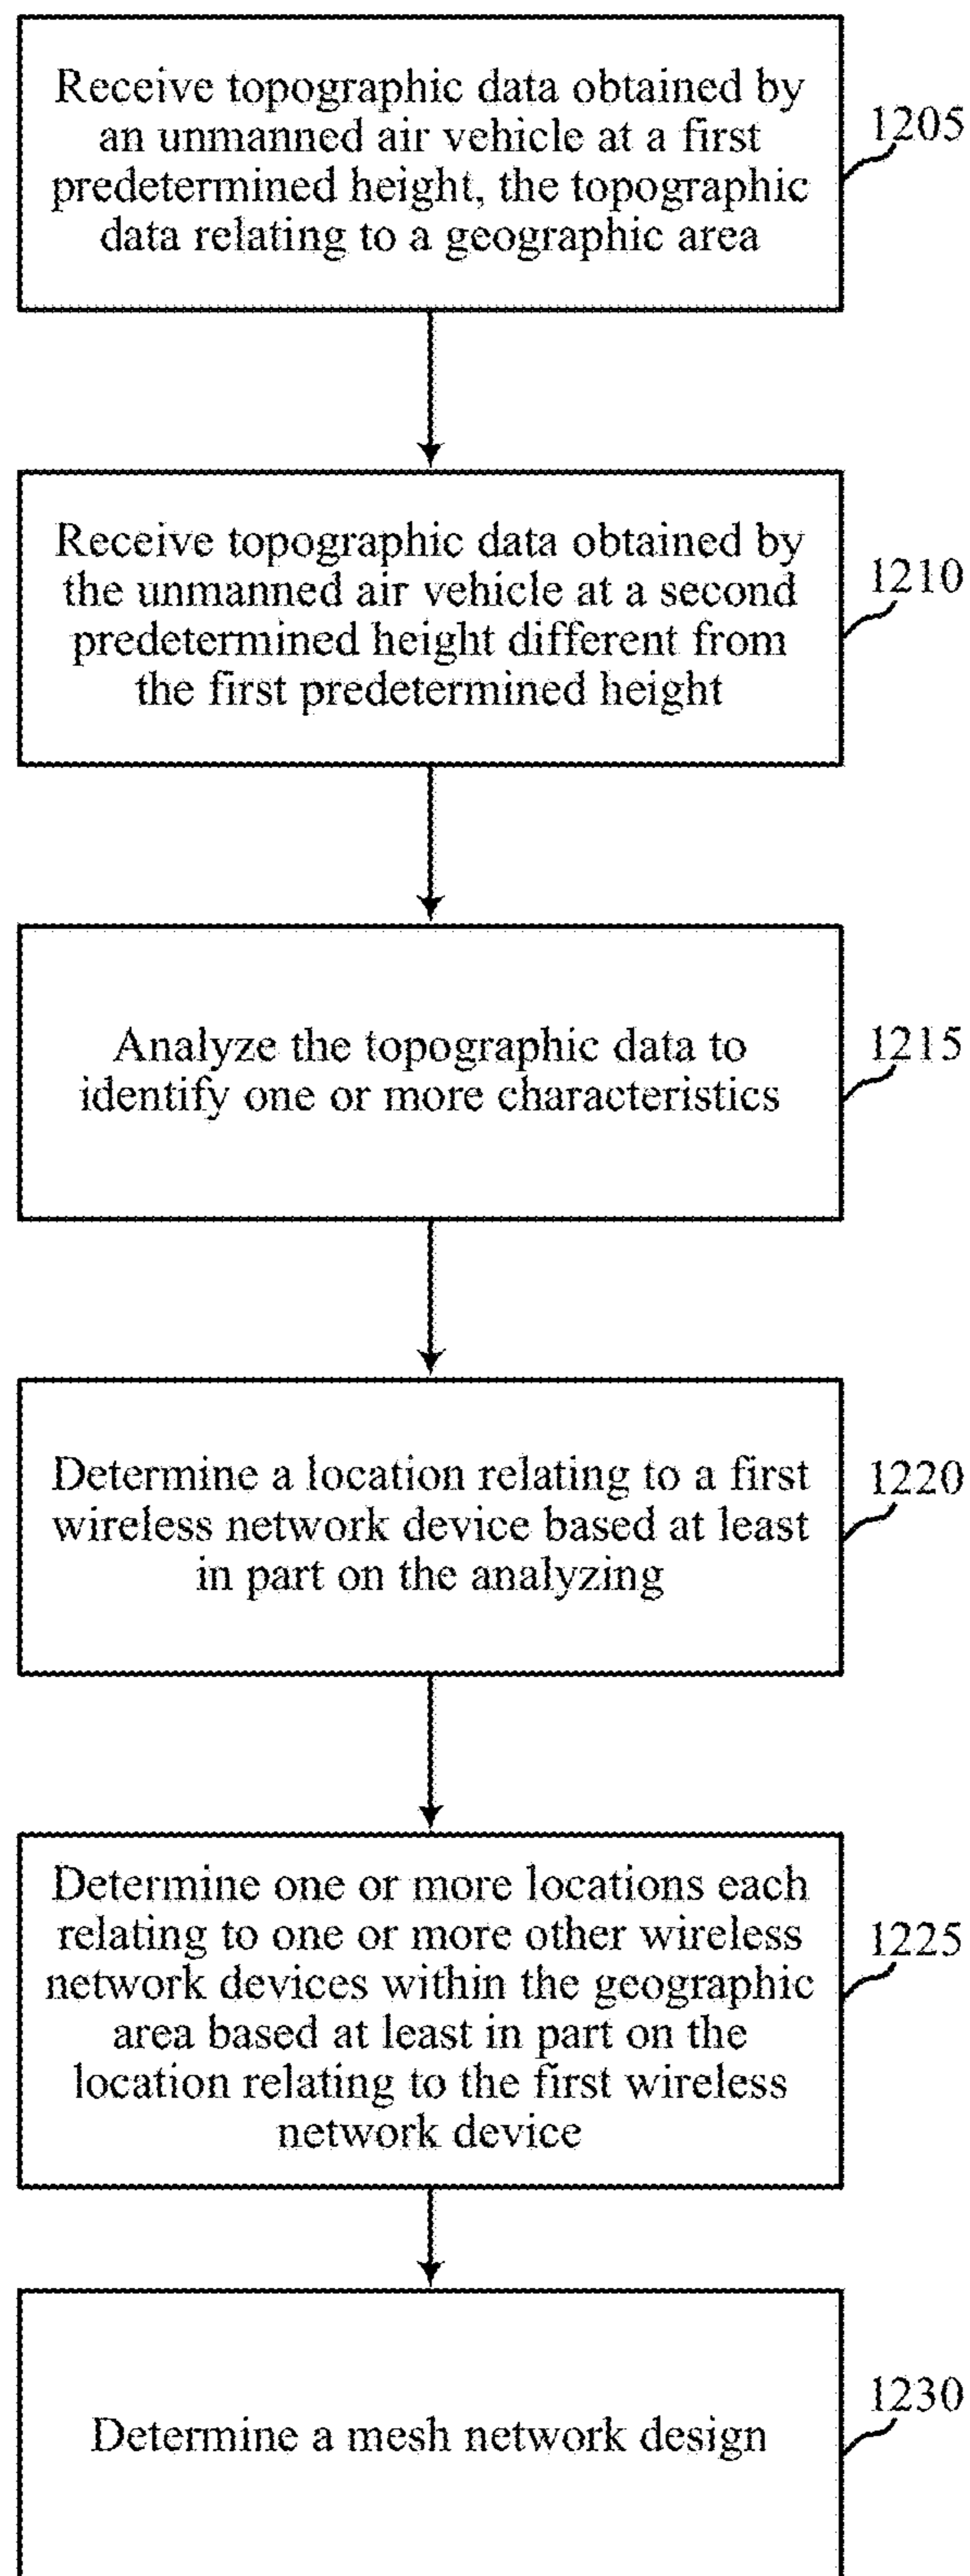 Receive topographic data obtained by
an unmanned air vehicle at a first
predetermined height, the topographic
data relating to a geographic area
1205
Receive topographic data obtained by
the unmanned air vehicle at a second
predetermined height different from
the first predetermined height
1210
Analyze the topographic data to
identify one or more characteristics
1215
Determine a location relating to a first
wireless network device based at least
in part on the analyzing
1220
Determine one or more locations each
relating to one or more other wireless
network devices within the geographic
area based at least in part on the
location relating to the first wireless
network device
1225
Determine a mesh network design
1230